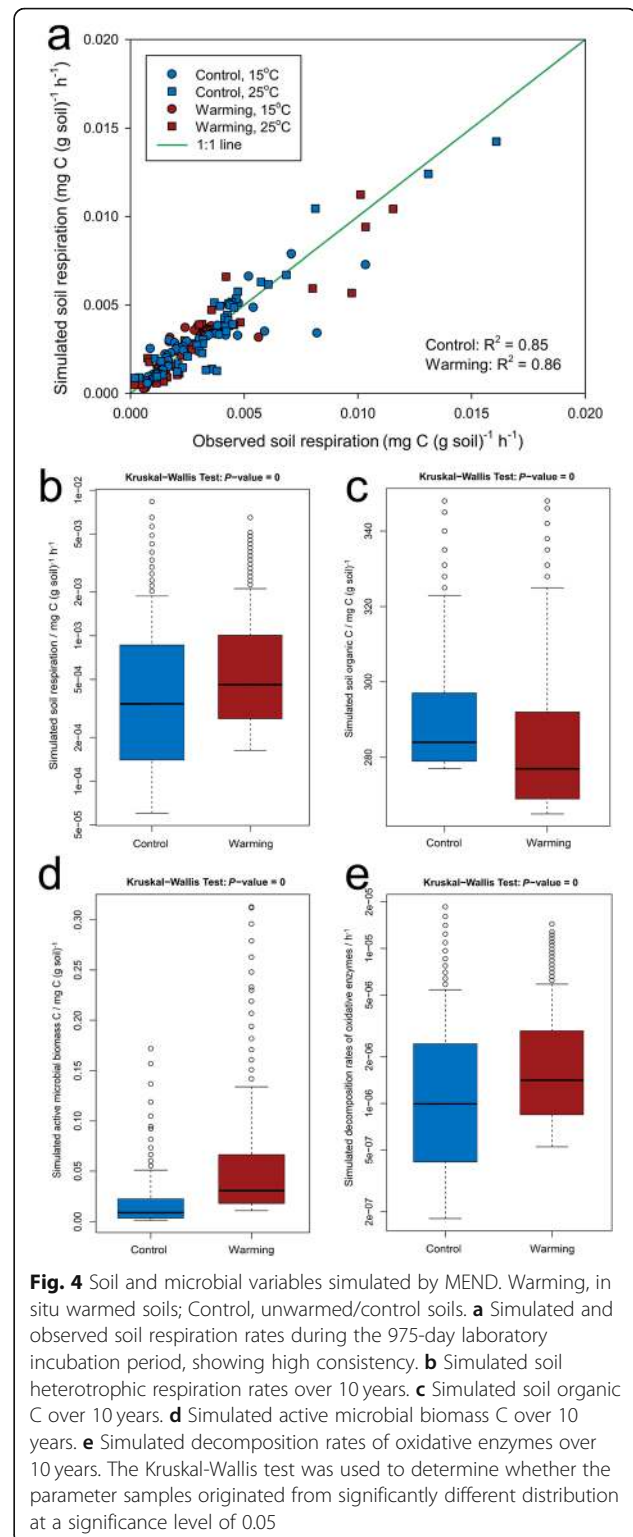 a
0.020
0.015
0.010
0.005
0.000
Simulated soil respiration
(mg C (g soil)⁻¹ h⁻¹)
Control, 15°C
Control, 25°C
Warming, 15°C
Warming, 25°C
1:1 line
Control: R² = 0.85
Warming: R² = 0.86
0.000 0.005 0.010 0.015 0.020
Observed soil respiration (mg C (g soil)⁻¹ h⁻¹)
b
Kruskal-Wallis Test: P-value = 0
Simulated soil respiration / mg C (g soil)⁻¹ h⁻¹
1e-02
5e-03
2e-03
1e-03
5e-04
2e-04
1e-04
5e-05
Control Warming
c
Kruskal-Wallis Test: P-value = 0
Simulated soil organic C / mg C (g soil)⁻¹
340
320
300
280
Control Warming
d
Kruskal-Wallis Test: P-value = 0
Simulated active microbial biomass C / mg C (g soil)⁻¹
0.30
0.25
0.20
0.15
0.10
0.05
0.00
Control Warming
e
Kruskal-Wallis Test: P-value = 0
Simulated decomposition rates of oxidative enzymes / h⁻¹
2e-05
1e-05
5e-06
2e-06
1e-06
5e-07
2e-07
Control Warming
Fig. 4 Soil and microbial variables simulated by MEND. Warming, in
situ warmed soils; Control, unwarmed/control soils. a Simulated and
observed soil respiration rates during the 975-day laboratory
incubation period, showing high consistency. b Simulated soil
heterotrophic respiration rates over 10 years. c Simulated soil organic
C over 10 years. d Simulated active microbial biomass C over 10
years. e Simulated decomposition rates of oxidative enzymes over
10 years. The Kruskal-Wallis test was used to determine whether the
parameter samples originated from significantly different distribution
at a significance level of 0.05